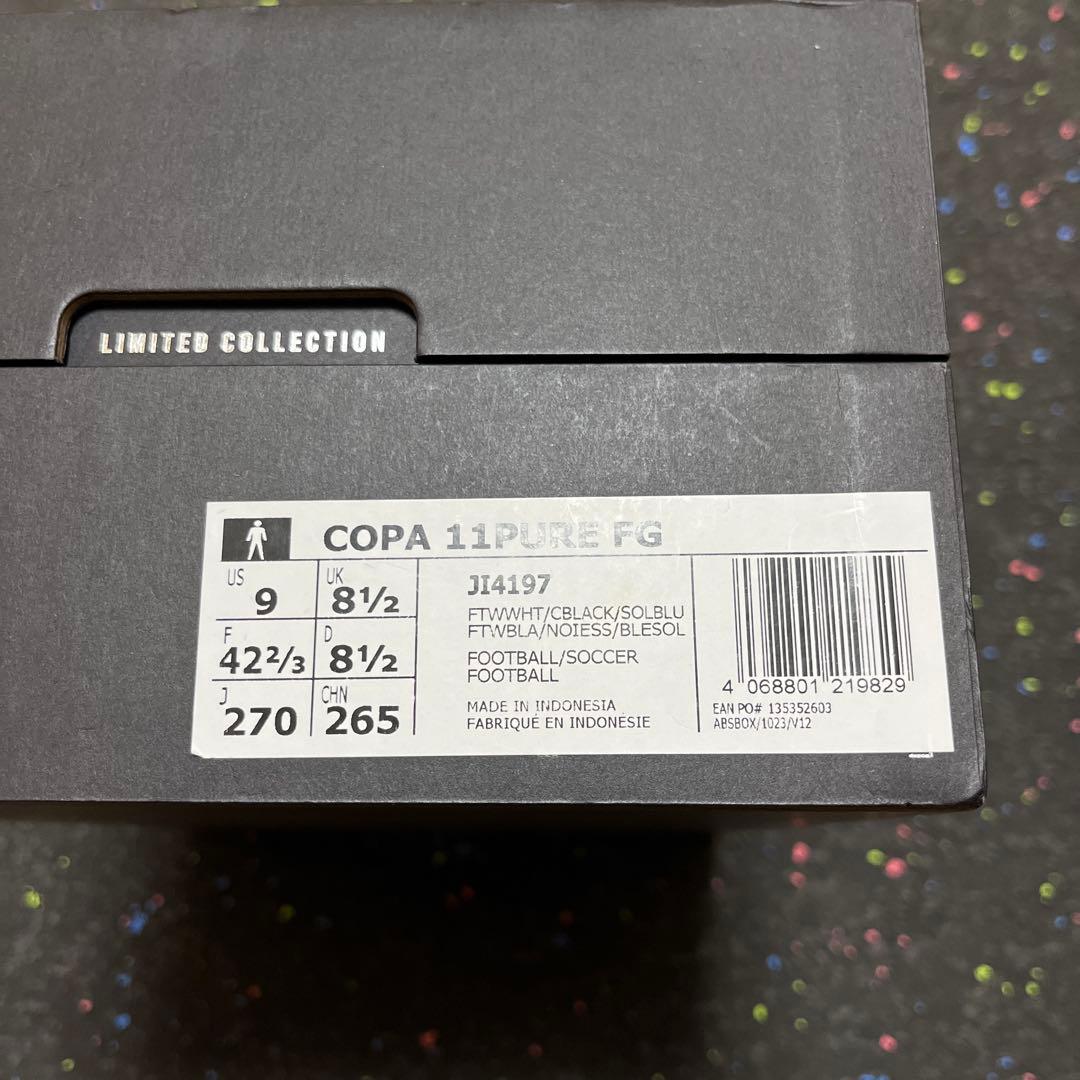 LIMITED COLLECTION
COPA 11PURE FG
US
9
UK
8½
F
42⅔
D
8½
J
270
CHN
265
JI4197
FTWWHT/CBLACK/SOLBLU
FTWBLA/NOIESS/BLESOL
FOOTBALL/SOCCER
FOOTBALL
MADE IN INDONESIA
FABRIQUÉ EN INDONÉSIE
4 068801 219829
EAN PO# 135352603
ABSBOX/1023/V12